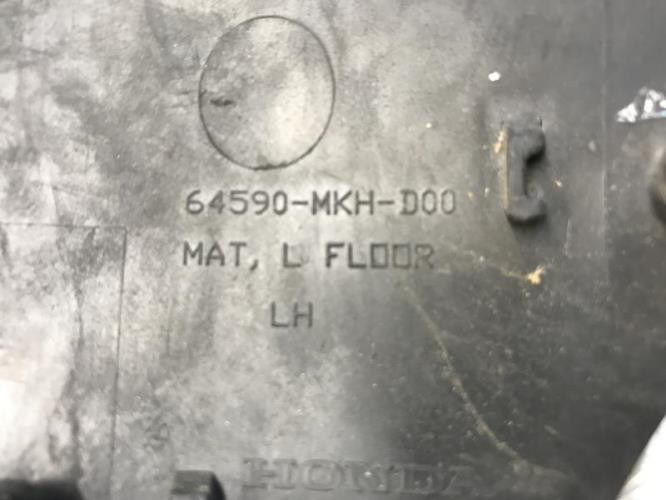 64590-MKH-D00
MAT, L FLOOR
LH
HONDA